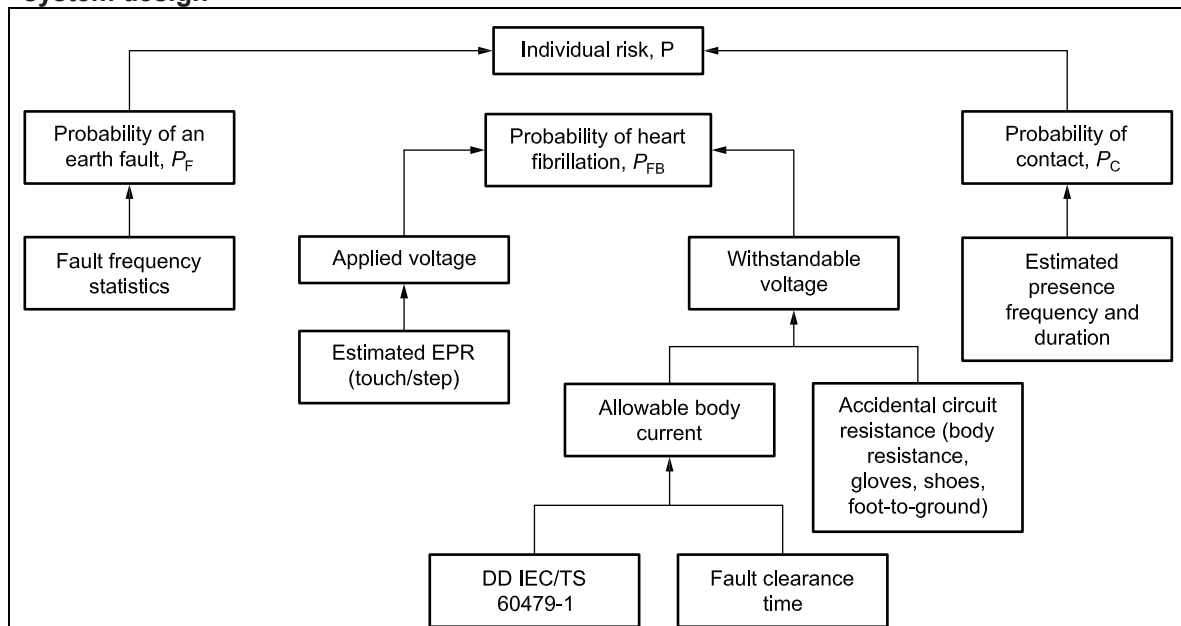 system design
Individual risk, P
Probability of an
earth fault, PF
Probability of heart
fibrillation, PFB
Probability of
contact, PC
Fault frequency
statistics
Applied voltage
Withstandable
voltage
Estimated
presence
frequency and
duration
Estimated EPR
(touch/step)
Allowable body
current
Accidental circuit
resistance (body
resistance,
gloves, shoes,
foot-to-ground)
DD IEC/TS
60479-1
Fault clearance
time